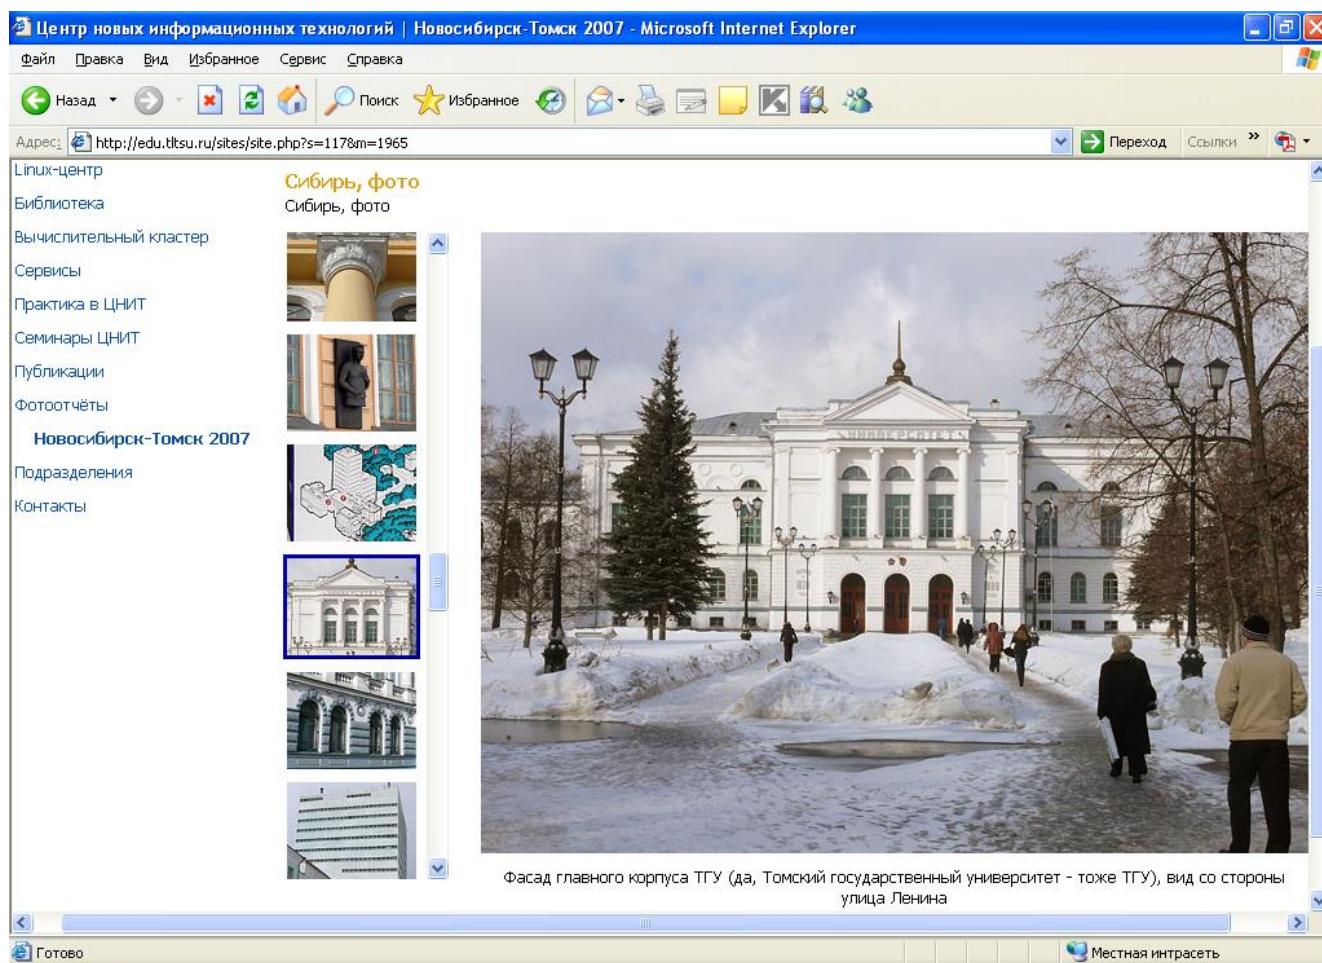 Центр новых информационных технологий | Новосибирск-Томск 2007 - Microsoft Internet Explorer
Файл Правка Вид Избранное Сервис Справка
Назад Поиск Избранное
Адрес: http://edu.tltsu.ru/sites/site.php?s=117&m=1965 Переход Ссылки »
Linux-центр
Библиотека
Вычислительный кластер
Сервисы
Практика в ЦНИТ
Семинары ЦНИТ
Публикации
Фотоотчёты
Новосибирск-Томск 2007
Подразделения
Контакты
Сибирь, фото
Сибирь, фото
УНИВЕРСИТЕТЪ
Фасад главного корпуса ТГУ (да, Томский государственный университет - тоже ТГУ), вид со стороны
улица Ленина
Готово Местная интрасеть